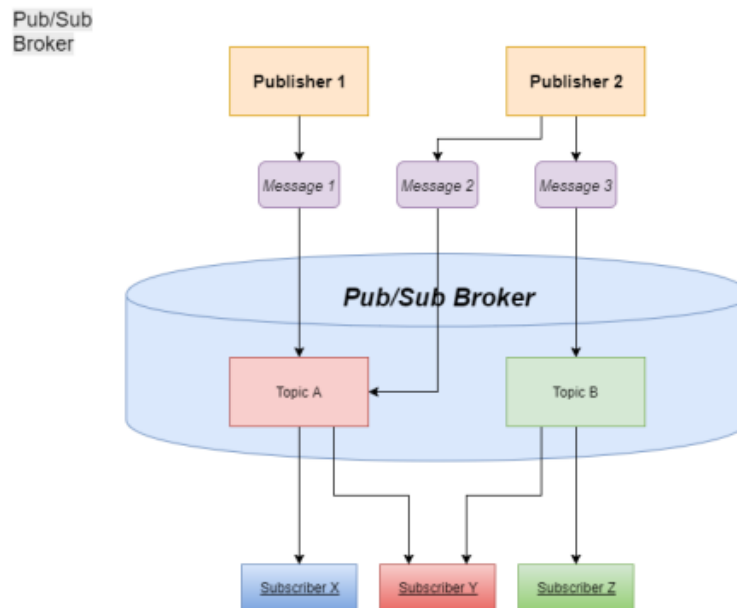 Pub/Sub
Broker
Publisher 1
Publisher 2
Message 1
Message 2
Message 3
Pub/Sub Broker
Topic A
Topic B
Subscriber X
Subscriber Y
Subscriber Z